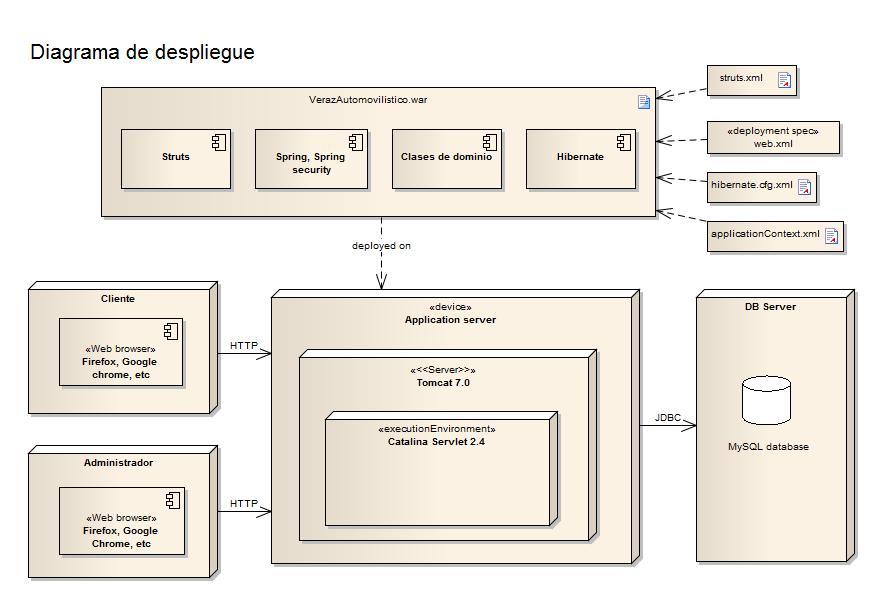 Diagrama de despliegue
VerazAutomovilistico.war
Struts
Spring, Spring
security
Clases de dominio
Hibernate
struts.xml
«deployment spec»
web.xml
hibernate.cfg.xml
applicationContext.xml
deployed on
Cliente
«Web browser»
Firefox, Google
chrome, etc
HTTP
Administrador
«Web browser»
Firefox, Google
Chrome, etc
HTTP
«device»
Application server
«<<Server>>»
Tomcat 7.0
«executionEnvironment»
Catalina Servlet 2.4
JDBC
DB Server
MySQL database